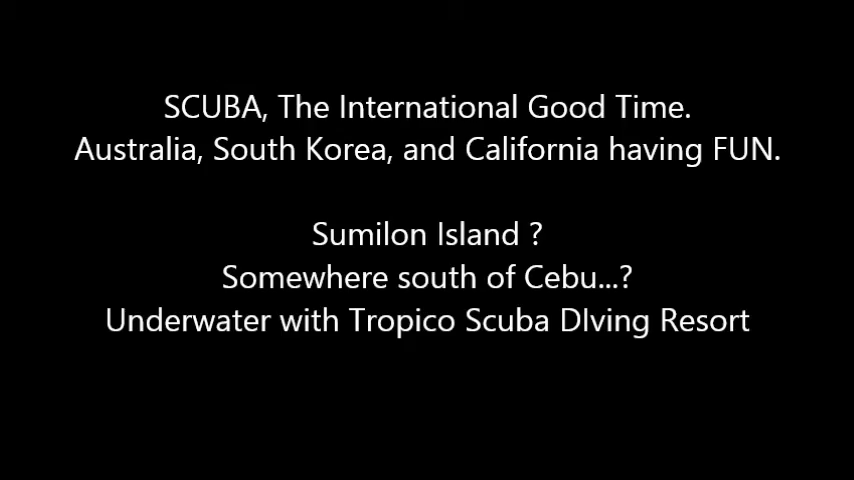 SCUBA, The International Good Time.
Australia, South Korea, and California having FUN.
Sumilon Island ?
Somewhere south of Cebu...?
Underwater with Tropico Scuba DIving Resort